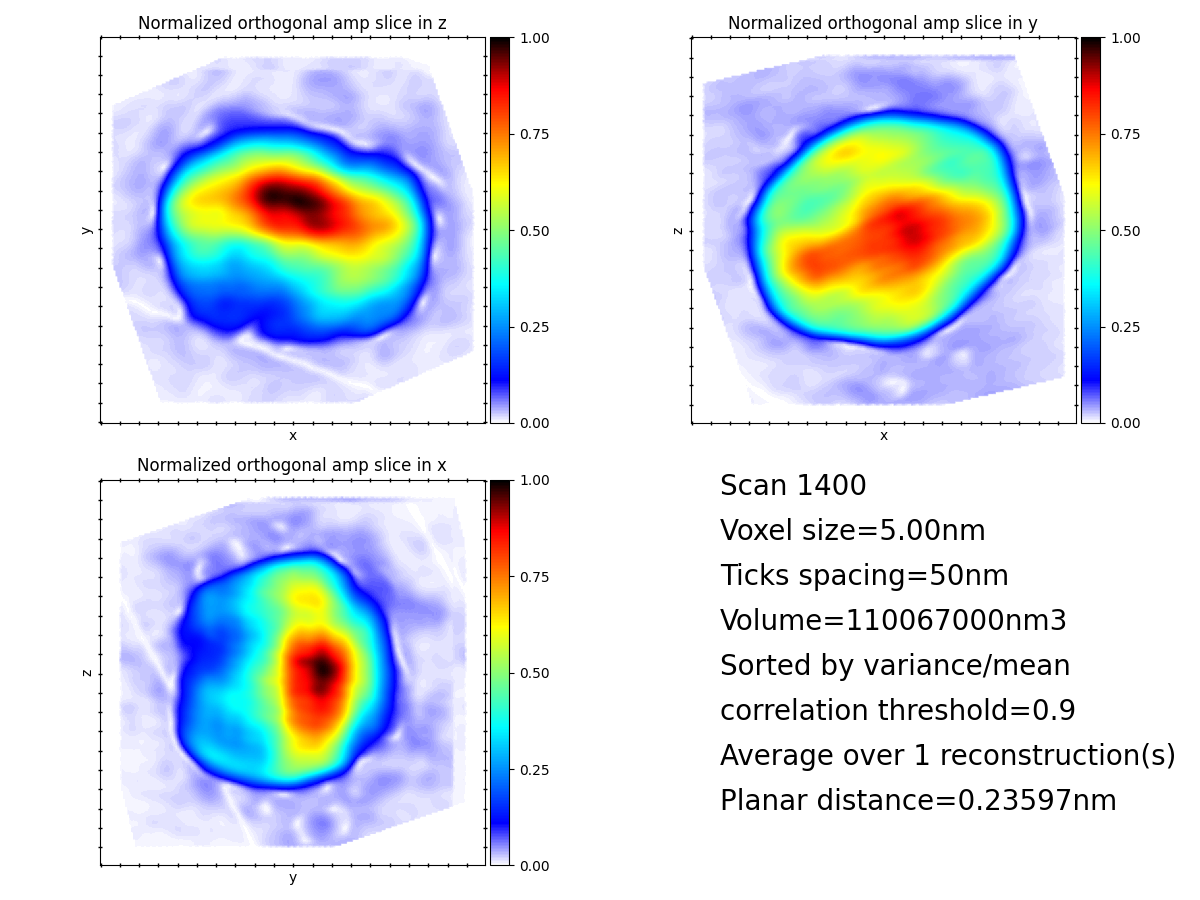 Normalized orthogonal amp slice in z
1.00
0.75
0.50
0.25
0.00
y
x
Normalized orthogonal amp slice in y
1.00
0.75
0.50
0.25
0.00
z
x
Normalized orthogonal amp slice in x
1.00
0.75
0.50
0.25
0.00
z
y
Scan 1400
Voxel size=5.00nm
Ticks spacing=50nm
Volume=110067000nm3
Sorted by variance/mean
correlation threshold=0.9
Average over 1 reconstruction(s)
Planar distance=0.23597nm